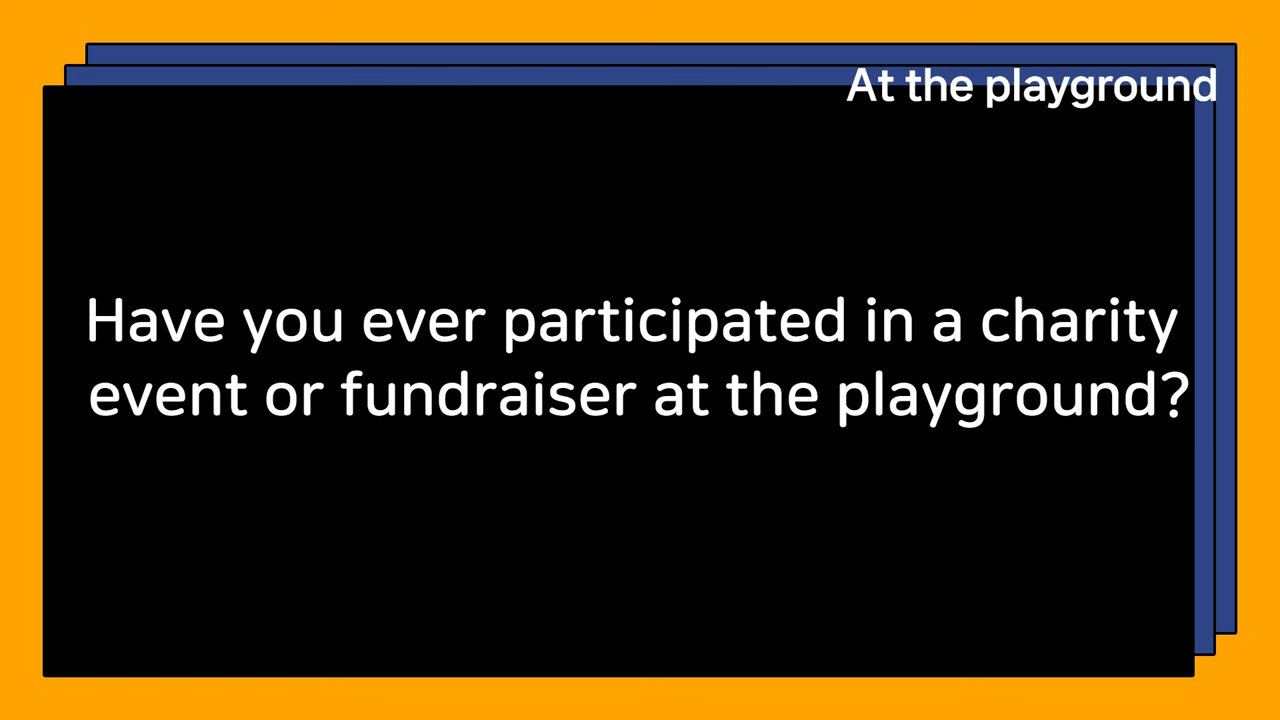 At the playground
Have you ever participated in a charity
event or fundraiser at the playground?